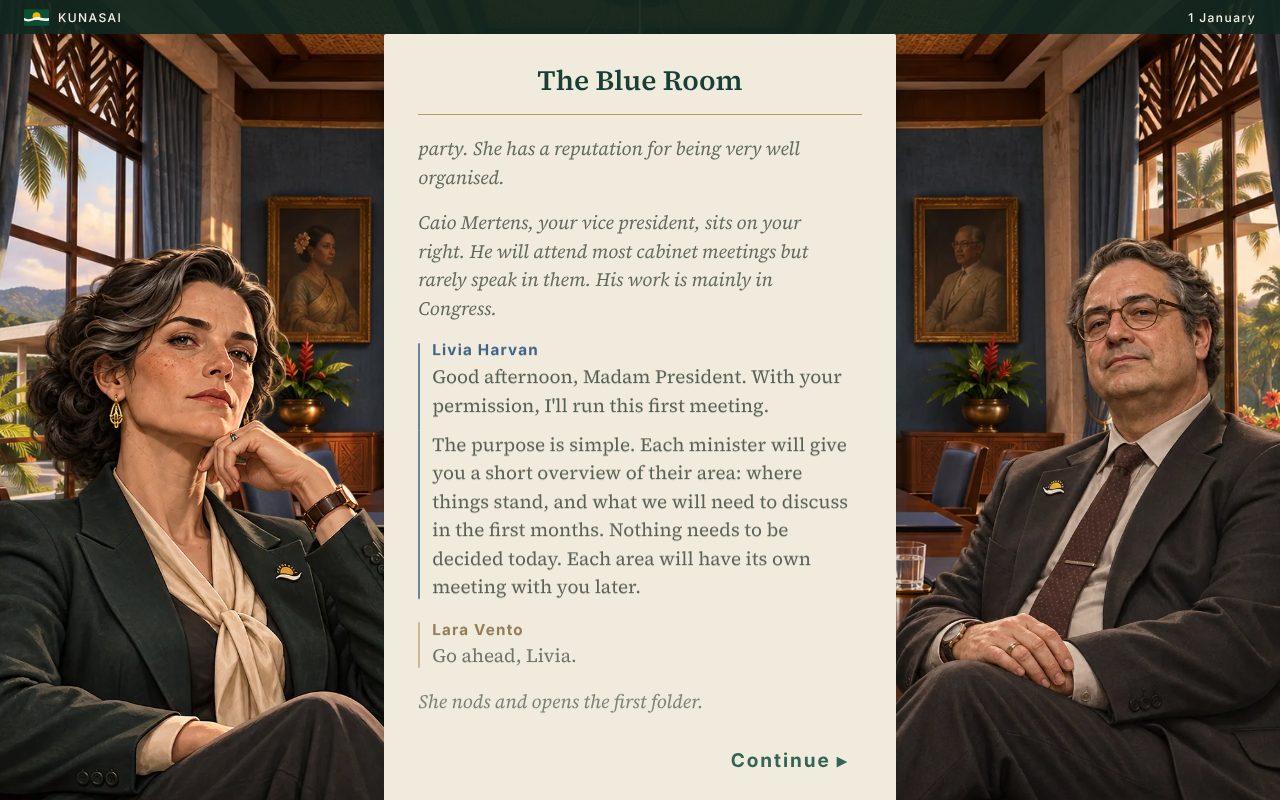 KUNASAI
1 January
The Blue Room
party. She has a reputation for being very well
organised.
Caio Mertens, your vice president, sits on your
right. He will attend most cabinet meetings but
rarely speak in them. His work is mainly in
Congress.
Livia Harvan
Good afternoon, Madam President. With your
permission, I'll run this first meeting.
The purpose is simple. Each minister will give
you a short overview of their area: where
things stand, and what we will need to discuss
in the first months. Nothing needs to be
decided today. Each area will have its own
meeting with you later.
Lara Vento
Go ahead, Livia.
She nods and opens the first folder.
Continue ▸